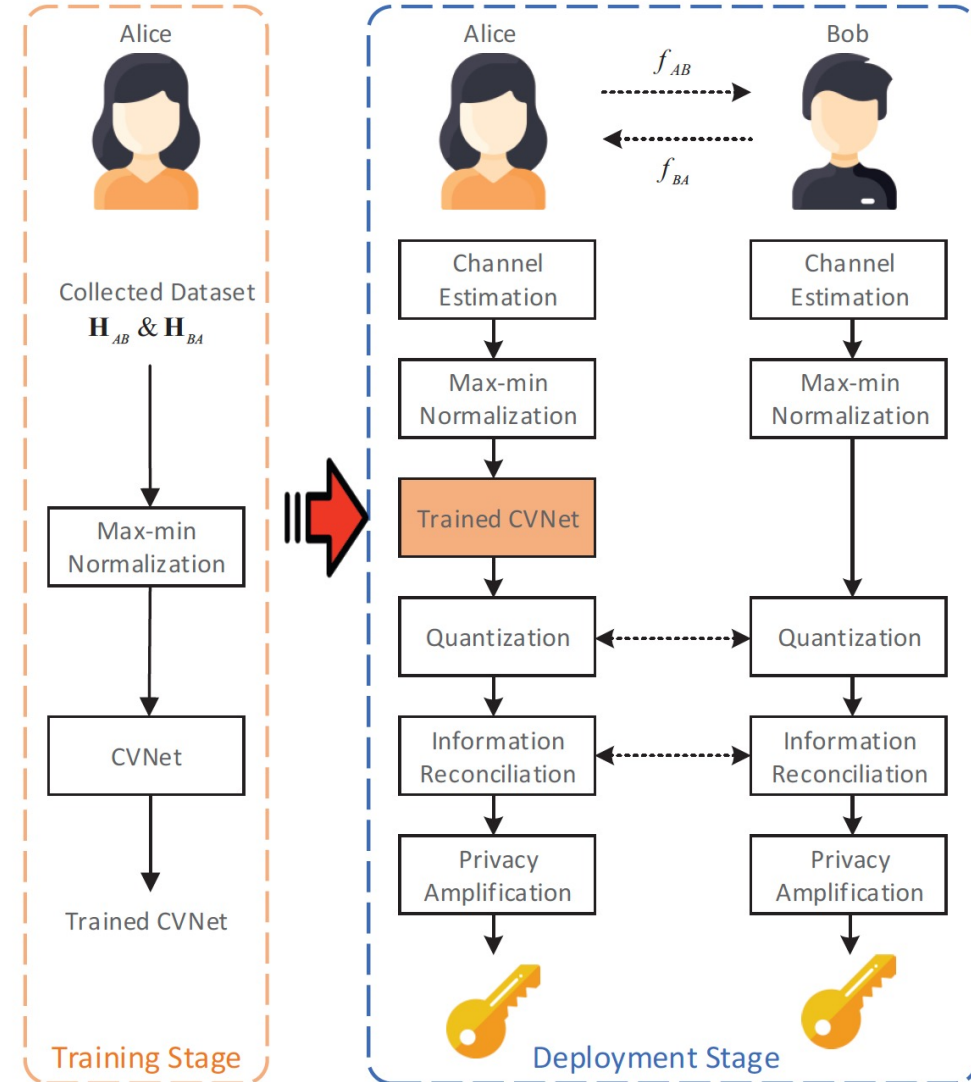 Alice
Collected Dataset
H_AB & H_BA
Max-min
Normalization
CVNet
Trained CVNet
Training Stage
Alice
Bob
f_AB
f_BA
Channel
Estimation
Max-min
Normalization
Trained CVNet
Quantization
Information
Reconciliation
Privacy
Amplification
Channel
Estimation
Max-min
Normalization
Quantization
Information
Reconciliation
Privacy
Amplification
Deployment Stage